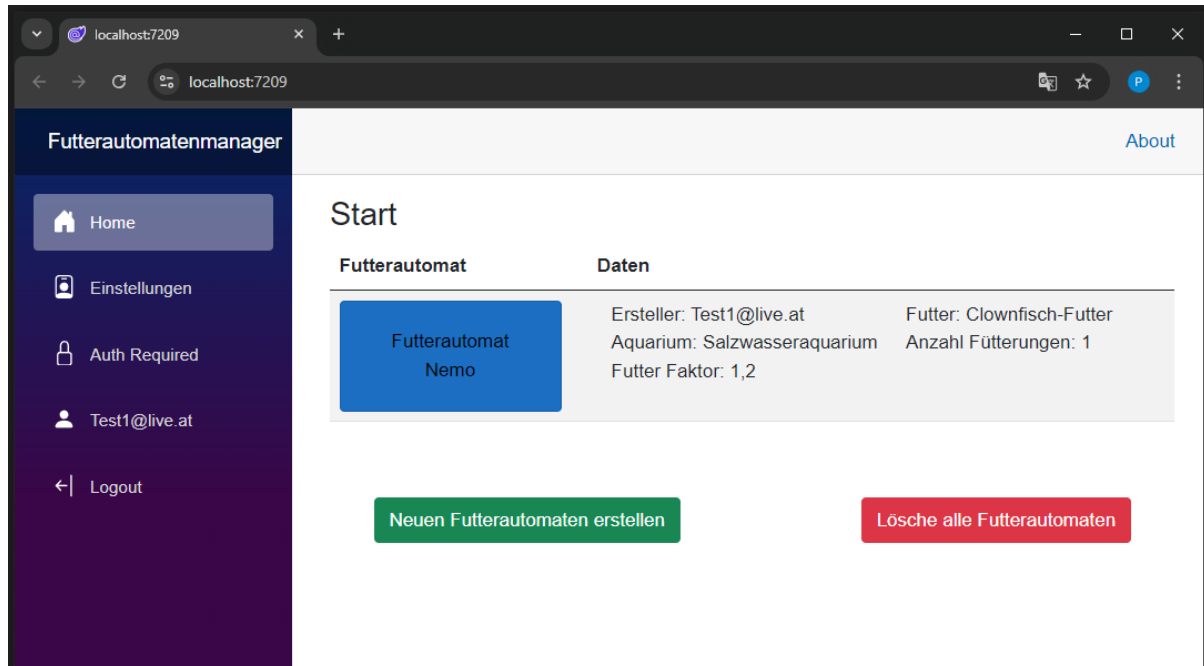 localhost:7209
localhost:7209
P
Futterautomatenmanager
About
Home
Einstellungen
Auth Required
Test1@live.at
Logout
Start
Futterautomat Daten
Futterautomat
Nemo
Ersteller: Test1@live.at
Aquarium: Salzwasseraquarium
Futter Faktor: 1,2
Futter: Clownfisch-Futter
Anzahl Fütterungen: 1
Neuen Futterautomaten erstellen
Lösche alle Futterautomaten